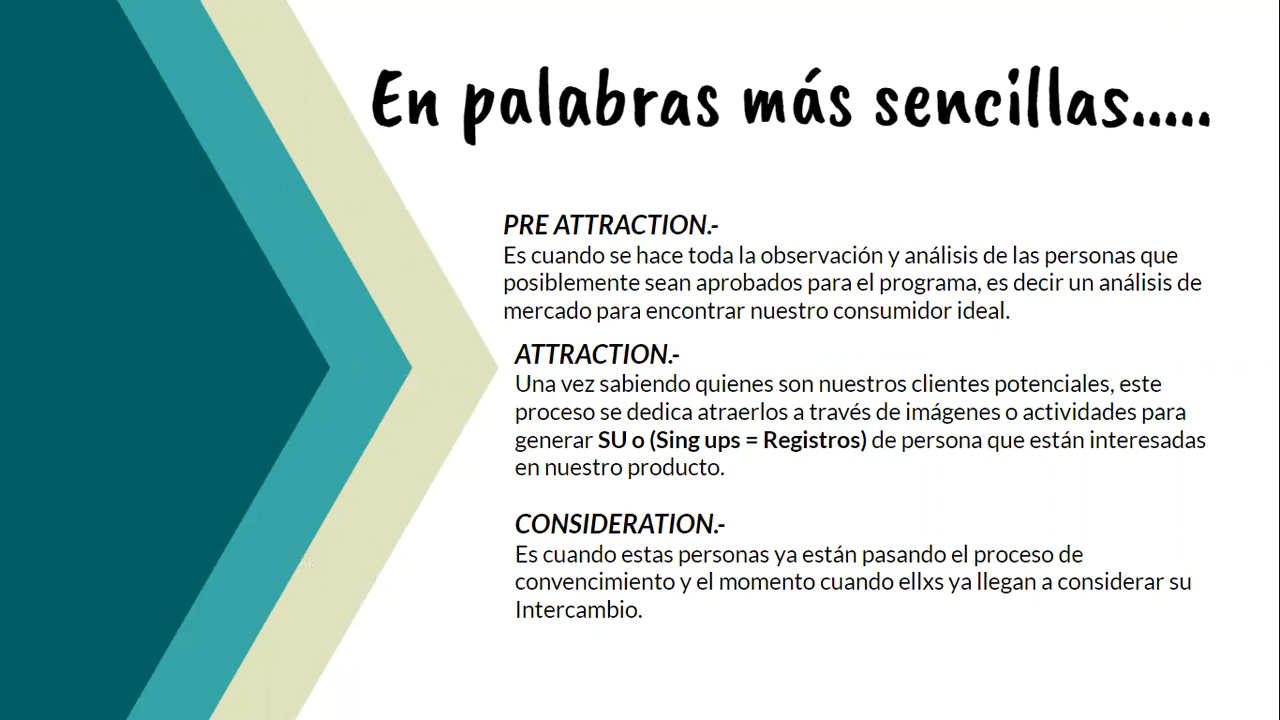 En palabras más sencillas.....
PRE ATTRACTION.-
Es cuando se hace toda la observación y análisis de las personas que
posiblemente sean aprobados para el programa, es decir un análisis de
mercado para encontrar nuestro consumidor ideal.
ATTRACTION.-
Una vez sabiendo quienes son nuestros clientes potenciales, este
proceso se dedica atraerlos a través de imágenes o actividades para
generar SU o (Sing ups = Registros) de persona que están interesadas
en nuestro producto.
CONSIDERATION.-
Es cuando estas personas ya están pasando el proceso de
convencimiento y el momento cuando ellxs ya llegan a considerar su
Intercambio.